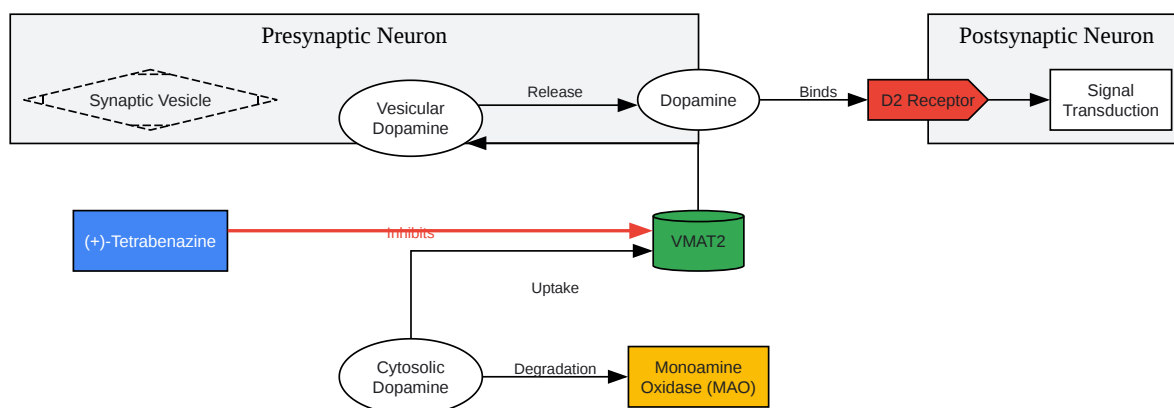 Presynaptic Neuron
Postsynaptic Neuron
Synaptic Vesicle
Vesicular
Dopamine
Release
Dopamine
Binds
D2 Receptor
Signal
Transduction
(+)-Tetrabenazine
Inhibits
VMAT2
Uptake
Cytosolic
Dopamine
Degradation
Monoamine
Oxidase (MAO)